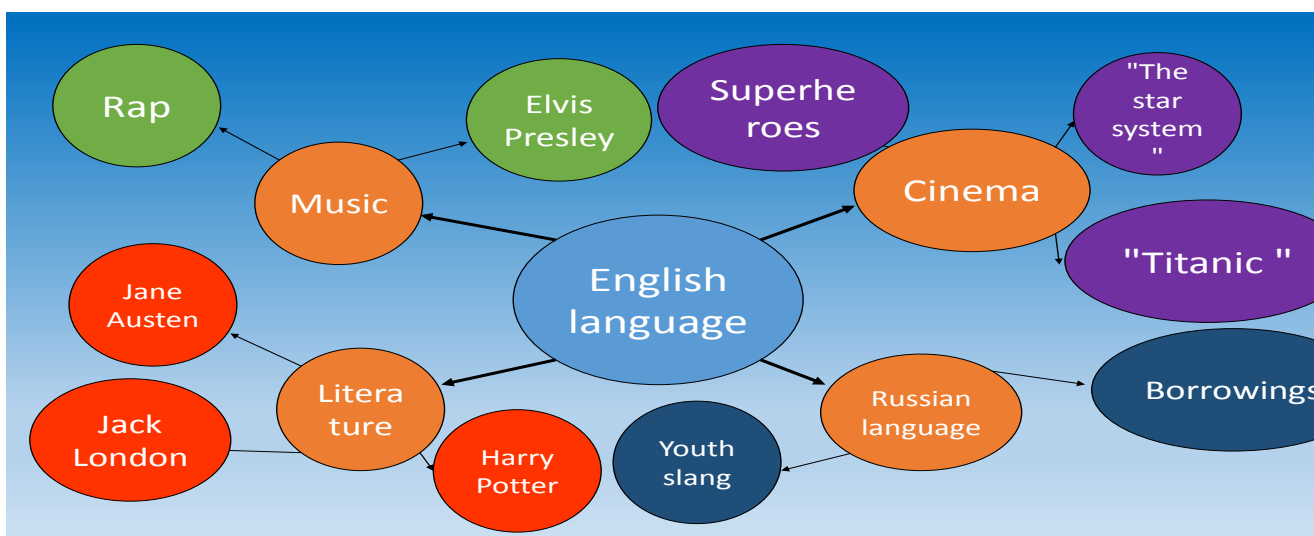 Rap
Elvis
Presley
Superhe
roes
"The
star
system
"
Music
Cinema
"Titanic "
English
language
Jane
Austen
Litera
ture
Russian
language
Borrowings
Jack
London
Harry
Potter
Youth
slang